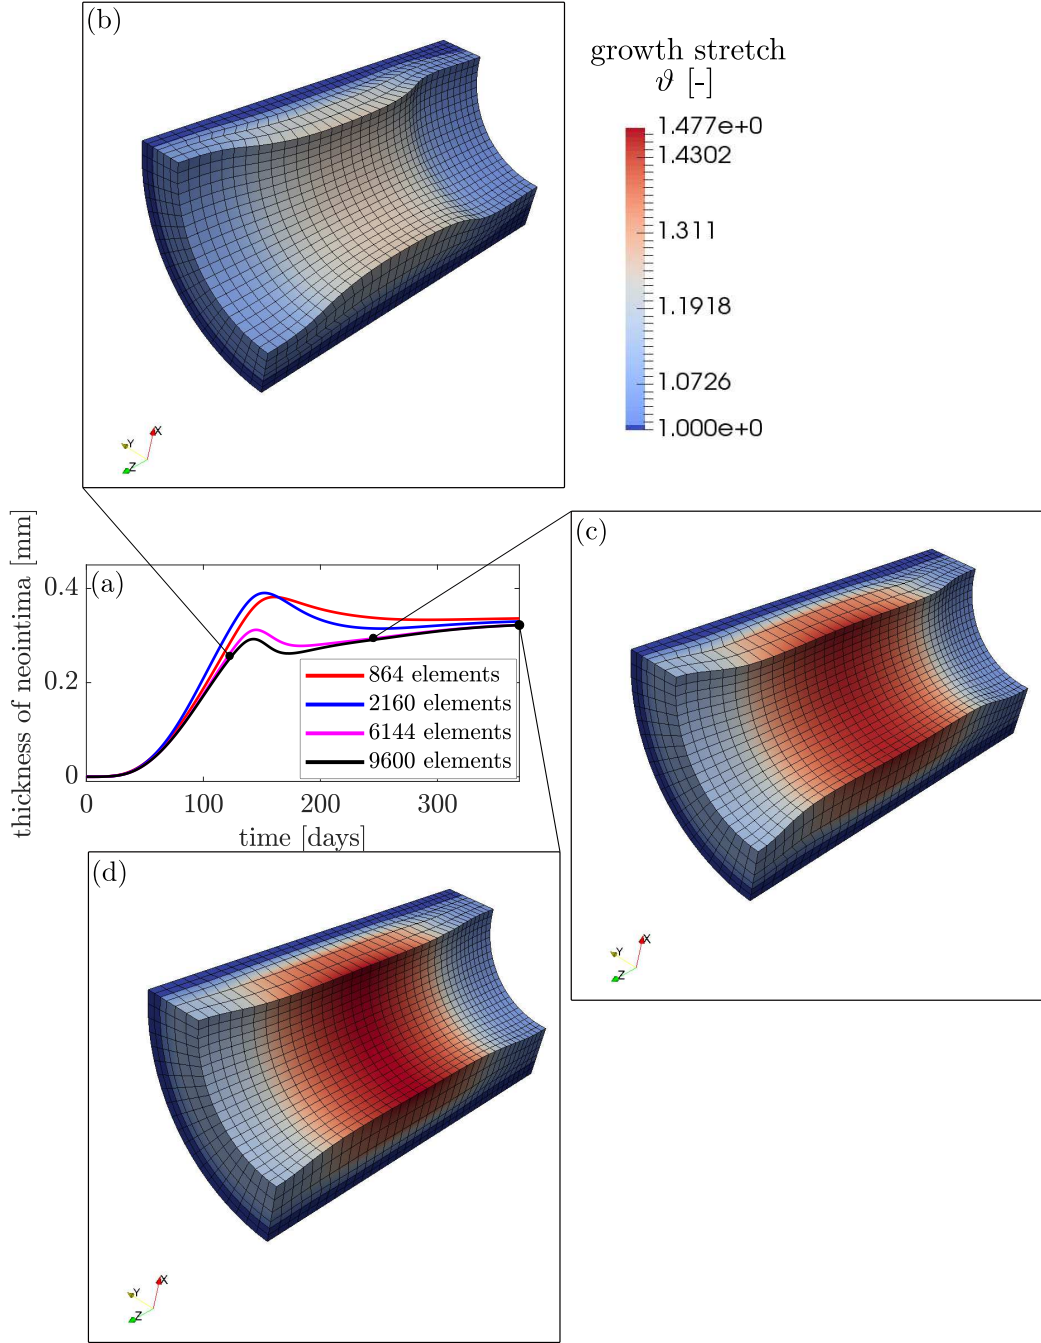 (b)
growth stretch
ϑ [-]
1.477e+0
1.4302
1.311
1.1918
1.0726
1.000e+0
X
Y
Z
(c)
thickness of neointima [mm]
(a)
0.4
0.2
0
864 elements
2160 elements
6144 elements
9600 elements
0 100 200 300
time [days]
(d)
X
Y
Z
X
Y
Z